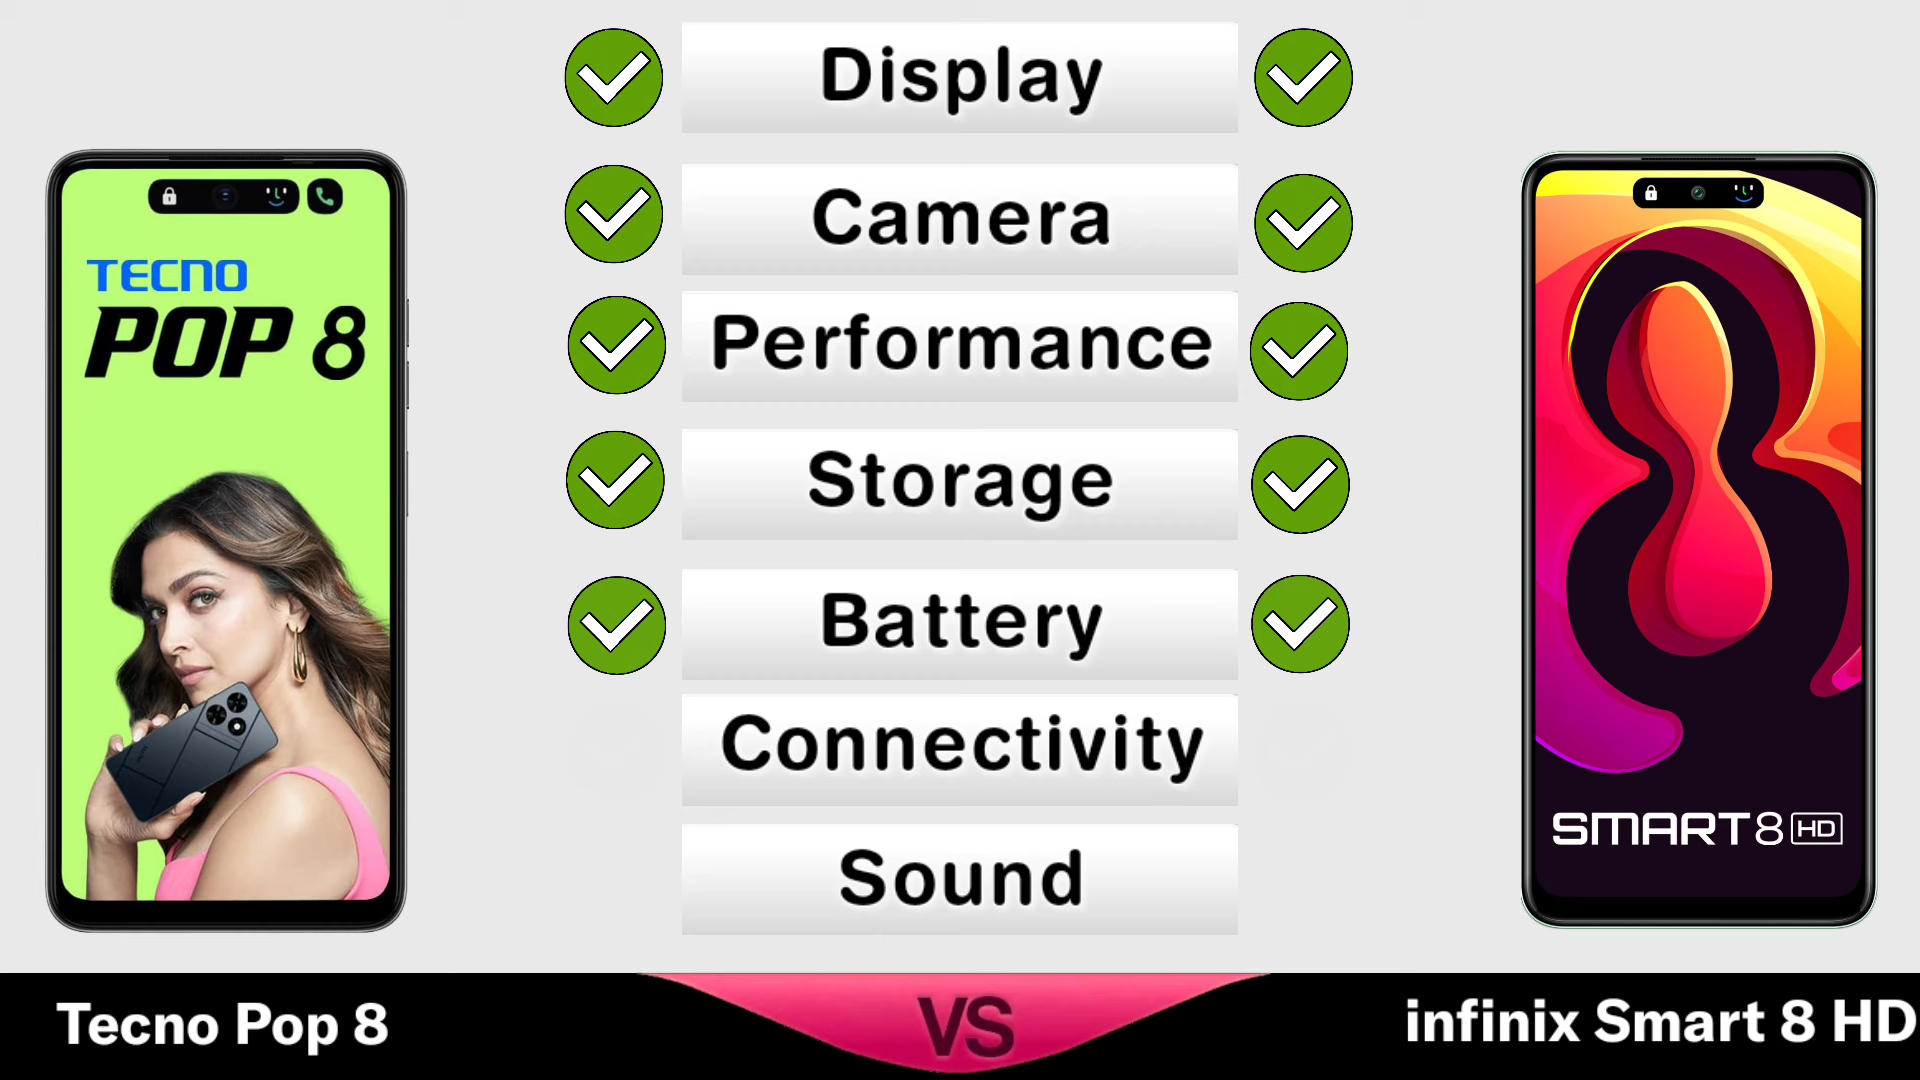 Display
Camera
Performance
Storage
Battery
Connectivity
Sound
TECNO
POP 8
SMART 8 HD
Tecno Pop 8
VS
infinix Smart 8 HD